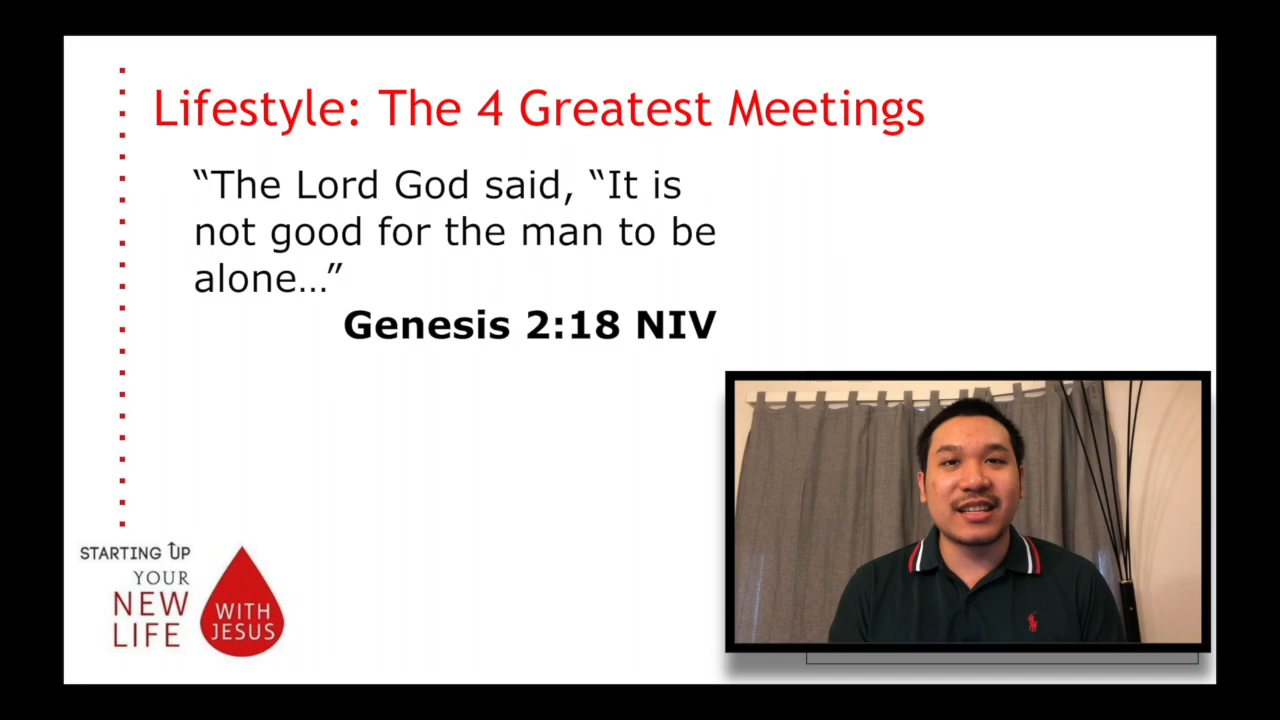 Lifestyle: The 4 Greatest Meetings
“The Lord God said, “It is
not good for the man to be
alone…”
Genesis 2:18 NIV
STARTING UP
YOUR
NEW
LIFE
WITH
JESUS